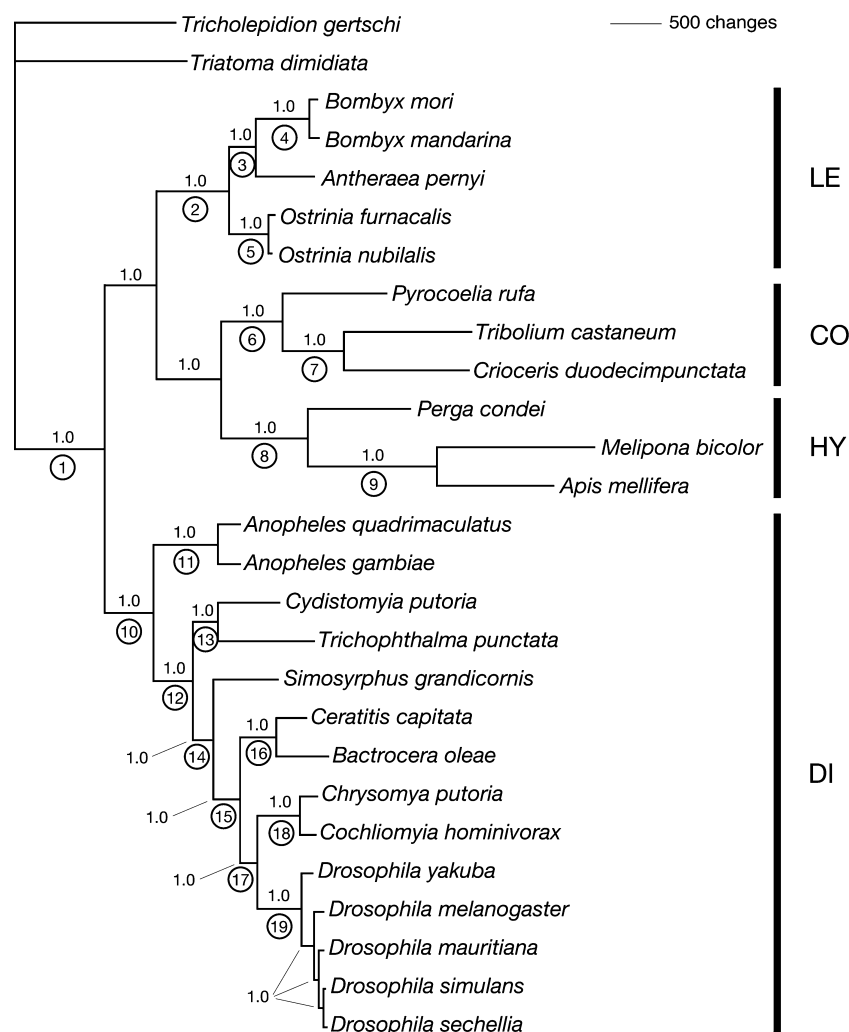 Tricholepidion gertschi
500 changes
Triatoma dimidiata
1.0
Bombyx mori
4
Bombyx mandarina
1.0
3
Antheraea pernyi
1.0
2
LE
1.0
Ostrinia furnacalis
5
Ostrinia nubilalis
1.0
Pyrocoelia rufa
1.0
6
Tribolium castaneum
1.0
7
CO
Crioceris duodecimpunctata
1.0
Perga condei
1.0
8
Melipona bicolor
1.0
9
HY
Apis mellifera
1.0
1
Anopheles quadrimaculatus
1.0
11
Anopheles gambiae
1.0
10
Cydistomyia putoria
1.0
13
Trichophthalma punctata
1.0
12
Simosyrphus grandicornis
1.0
14
Ceratitis capitata
1.0
16
Bactrocera oleae
DI
1.0
15
Chrysomya putoria
1.0
18
Cochliomyia hominivorax
1.0
17
Drosophila yakuba
1.0
19
Drosophila melanogaster
Drosophila mauritiana
1.0
Drosophila simulans
Drosophila sechellia